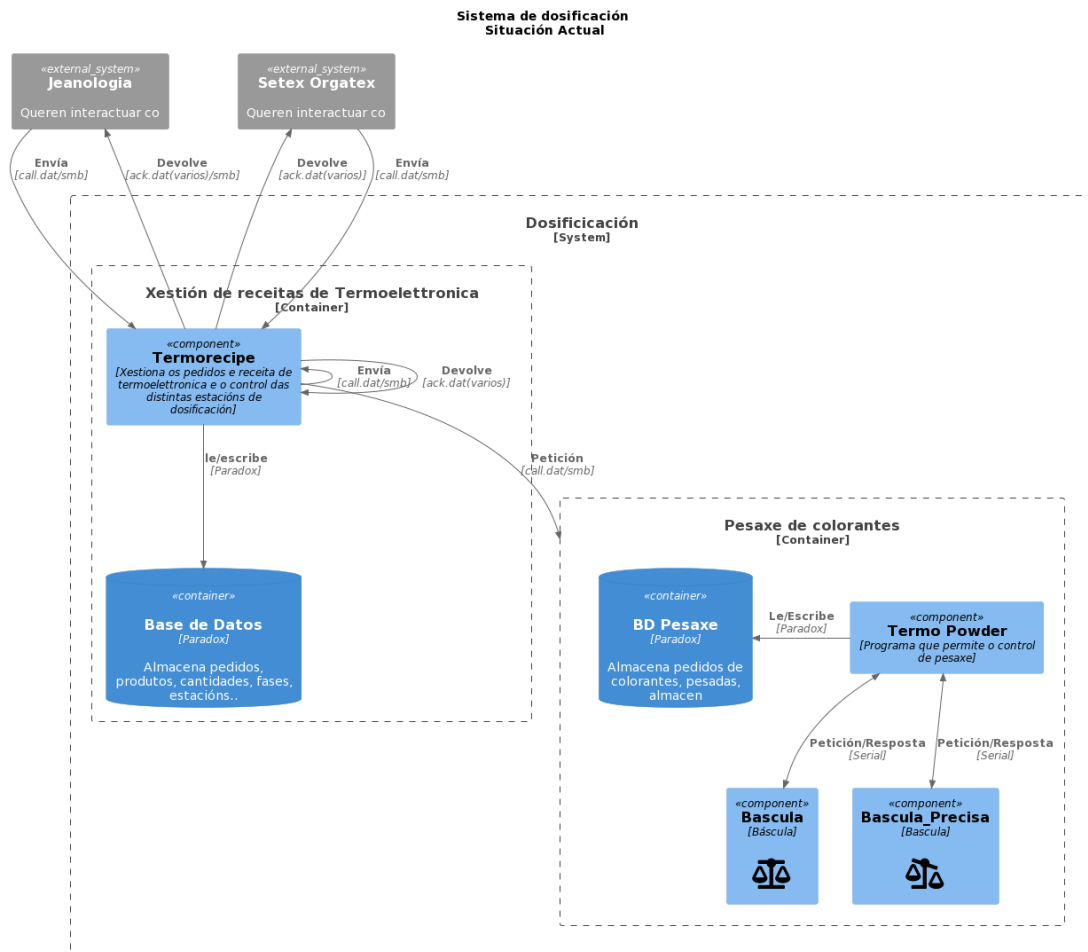 Sistema de dosificación
Situación Actual
«external_system»
Jeanologia
Queren interactuar co
«external_system»
Setex Orgatex
Queren interactuar co
Envía
[call.dat/smb]
Devolve
[ack.dat(varios)/smb]
Devolve
[ack.dat(varios)]
Envía
[call.dat/smb]
Dosificicación
[System]
Xestión de receitas de Termoelettronica
[Container]
«component»
Termorecipe
[Xestiona os pedidos e receita de
termoelettronica e o control das
distintas estacións de
dosificación]
Envía
[call.dat/smb]
Devolve
[ack.dat(varios)]
le/escribe
[Paradox]
Petición
[call.dat/smb]
Pesaxe de colorantes
[Container]
«container»
Base de Datos
[Paradox]
Almacena pedidos,
produtos, cantidades, fases,
estacións..
«container»
BD Pesaxe
[Paradox]
Almacena pedidos de
colorantes, pesadas,
almacen
Le/Escribe
[Paradox]
«component»
Termo Powder
[Programa que permite o control
de pesaxe]
Petición/Resposta
[Serial]
Petición/Resposta
[Serial]
«component»
Bascula
[Báscula]
«component»
Bascula_Precisa
[Bascula]